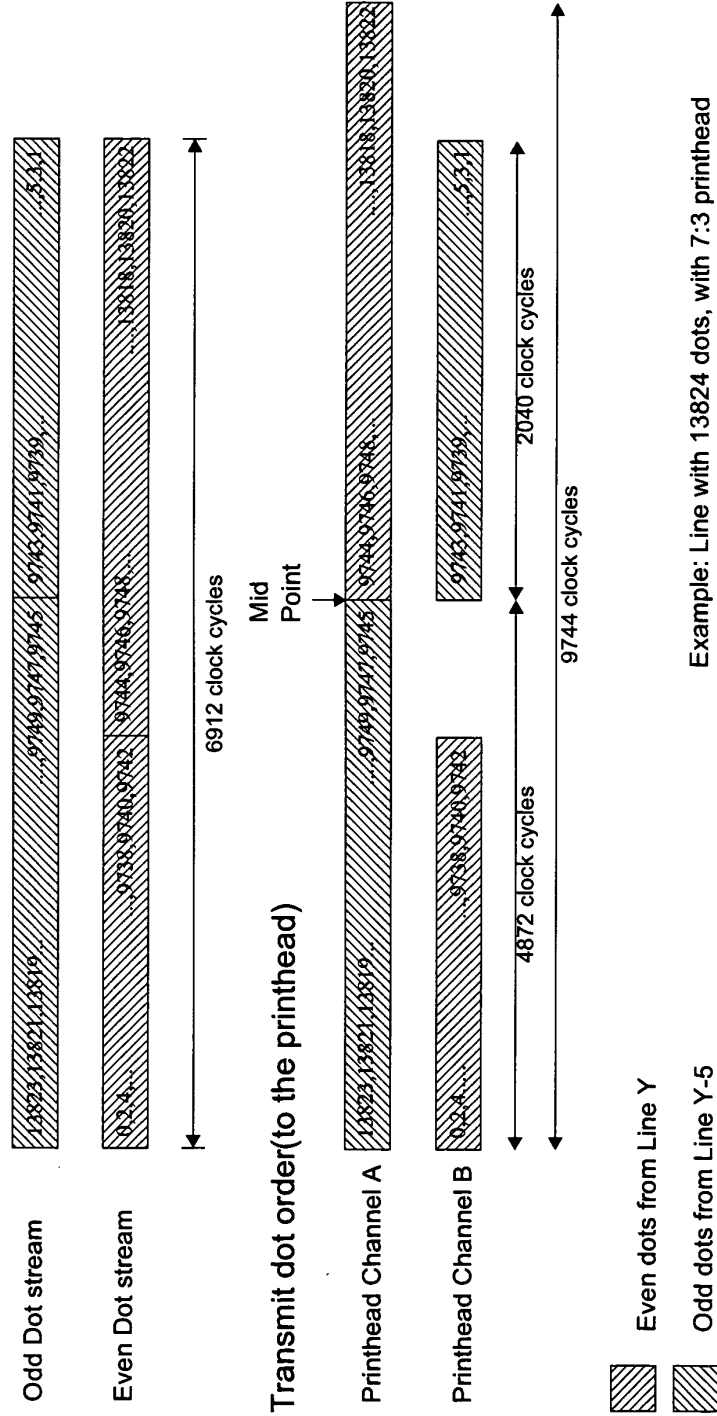 Odd Dot stream
13823,13821,13819... ...,9749,9747,9745 9743,9741,9739,... ...,5,3,1
Even Dot stream
0,2,4,... ...,9738,9740,9742 9744,9746,9748,... ...,13818,13820,13822
6912 clock cycles
Transmit dot order(to the printhead)
Mid
Point
Printhead Channel A
13823,13821,13819... ...,9749,9747,9745 9744,9746,9748,... ...,13818,13820,13822
Printhead Channel B
0,2,4,... ...,9738,9740,9742 9743,9741,9739,... ...,5,3,1
4872 clock cycles 2040 clock cycles
9744 clock cycles
Even dots from Line Y
Odd dots from Line Y-5
Example: Line with 13824 dots, with 7:3 printhead